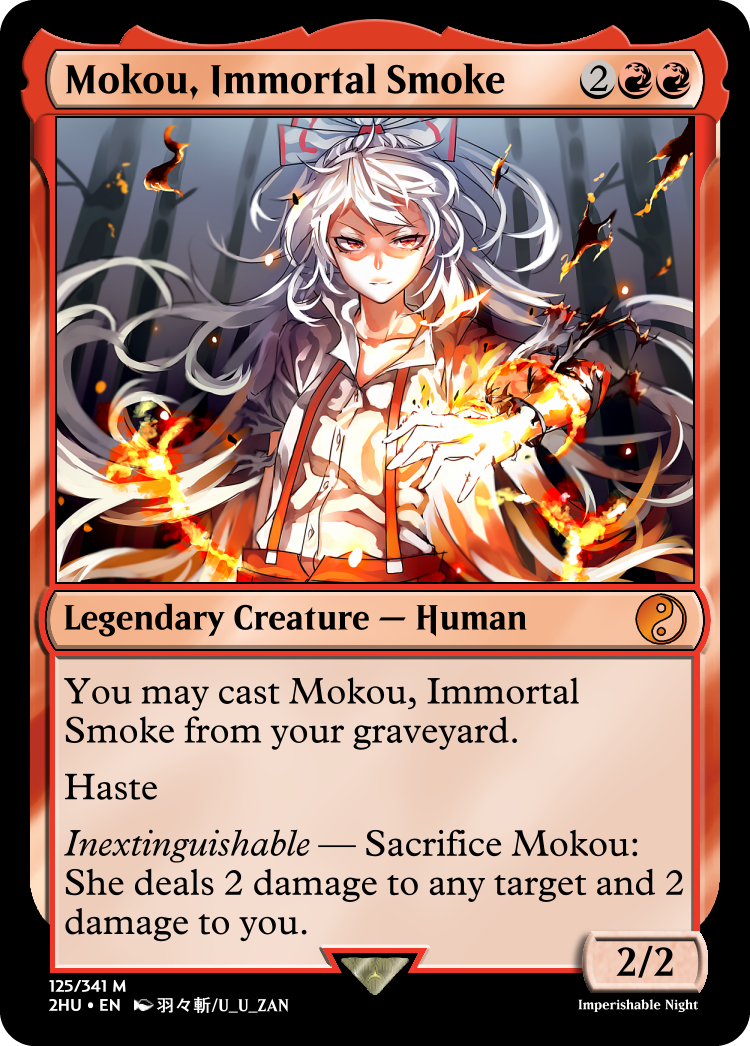 Mokou, Immortal Smoke 2
Legendary Creature — Human
You may cast Mokou, Immortal
Smoke from your graveyard.
Haste
Inextinguishable — Sacrifice Mokou:
She deals 2 damage to any target and 2
damage to you.
2/2
125/341 M
2HU • EN 羽々斬/U_U_ZAN
Imperishable Night